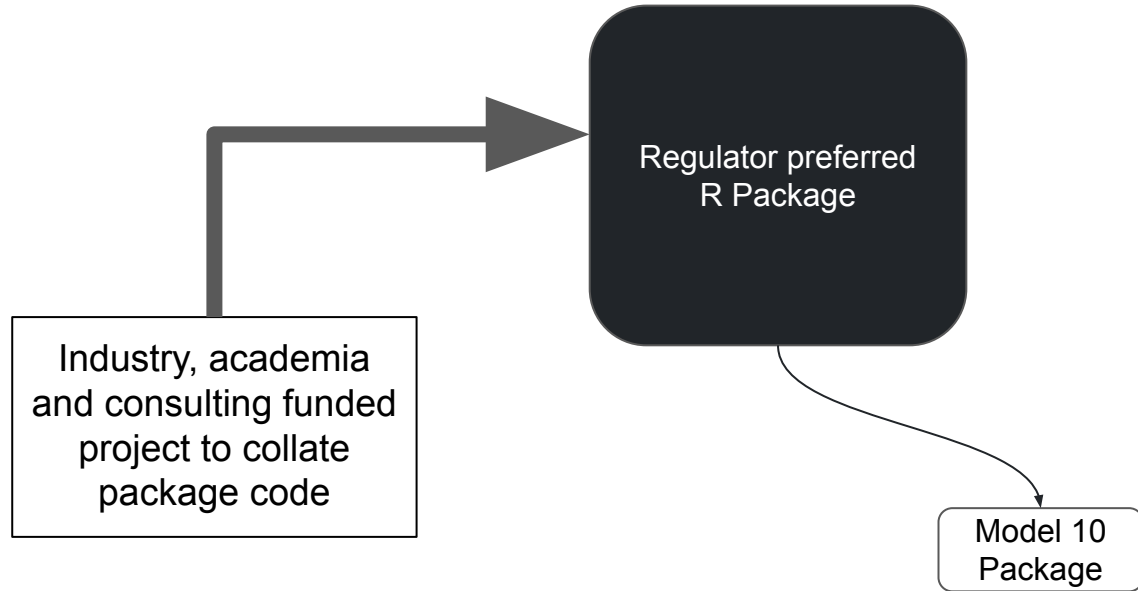 Regulator preferred
R Package
Industry, academia
and consulting funded
project to collate
package code
Model 10
Package